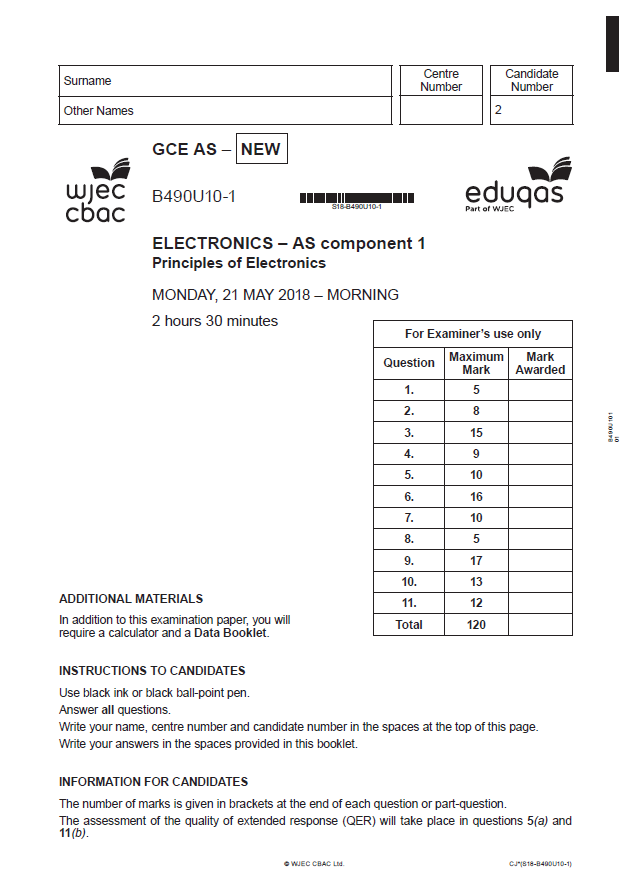 Surname
Centre
Number
Candidate
Number
Other Names
2
GCE AS – NEW
wjec
cbac
B490U10-1
S18-B490U10-1
eduqas
Part of WJEC
ELECTRONICS – AS component 1
Principles of Electronics
MONDAY, 21 MAY 2018 – MORNING
2 hours 30 minutes
For Examiner's use only
Question Maximum Mark Mark Awarded
1. 5
2. 8
3. 15
4. 9
5. 10
6. 16
7. 10
8. 5
9. 17
10. 13
11. 12
Total 120
B490U101
01
ADDITIONAL MATERIALS
In addition to this examination paper, you will
require a calculator and a Data Booklet.
INSTRUCTIONS TO CANDIDATES
Use black ink or black ball-point pen.
Answer all questions.
Write your name, centre number and candidate number in the spaces at the top of this page.
Write your answers in the spaces provided in this booklet.
INFORMATION FOR CANDIDATES
The number of marks is given in brackets at the end of each question or part-question.
The assessment of the quality of extended response (QER) will take place in questions 5(a) and
11(b).
© WJEC CBAC Ltd.
CJ*(S18-B490U10-1)